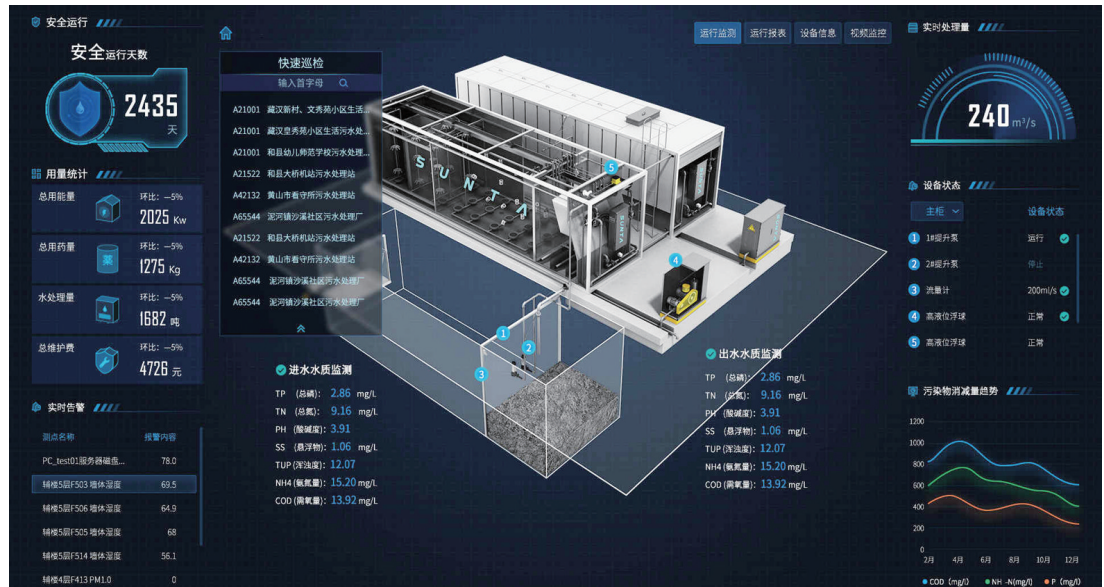 安全运行
安全运行天数
2435
天
用量统计
总用能量
环比: —5%
2025 Kw
总用药量
药
环比: —5%
1275 Kg
水处理量
环比: —5%
1682 吨
总维护费
环比: —5%
4726 元
实时告警
测点名称 报警内容
PC_test01服务器磁盘... 78.0
辅楼5层F503 墙体湿度 69.5
辅楼5层F506 墙体湿度 64.9
辅楼5层F505 墙体湿度 68
辅楼5层F514 墙体湿度 56.1
辅楼4层F413 PM1.0 0
快速巡检
输入首字母
A21001 藏汉新村、文秀苑小区生活...
A21001 藏汉皇秀苑小区生活污水处...
A21001 和县幼儿师范学校污水处理...
A21522 和县大桥机站污水处理站
A42132 黄山市看守所污水处理站
A65544 泥河镇沙溪社区污水处理厂
A21522 和县大桥机站污水处理站
A42132 黄山市看守所污水处理站
A65544 泥河镇沙溪社区污水处理厂
A65544 泥河镇沙溪社区污水处理厂
运行监测 运行报表 设备信息 视频监控
SUNTA
SUNTA
5
4
1
2
3
进水水质监测
TP (总磷): 2.86 mg/L
TN (总氮): 9.16 mg/L
PH (酸碱度): 3.91
SS (悬浮物): 1.06 mg/L
TUP (浑浊度): 12.07
NH4 (氨氮量): 15.20 mg/L
COD (需氧量): 13.92 mg/L
出水水质监测
TP (总磷): 2.86 mg/L
TN (总氮): 9.16 mg/L
PH (酸碱度): 3.91
SS (悬浮物): 1.06 mg/L
TUP (浑浊度): 12.07
NH4 (氨氮量): 15.20 mg/L
COD (需氧量): 13.92 mg/L
实时处理量
240 m³/s
设备状态
主柜 设备状态
1 1#提升泵 运行
2 2#提升泵 停止
3 流量计 200ml/s
4 高液位浮球 正常
5 高液位浮球 正常
污染物消减量趋势
1200
1000
800
600
400
200
0
2月 4月 6月 8月 10月 12月
COD (mg/l) NH -N(mg/l) P (mg/l)